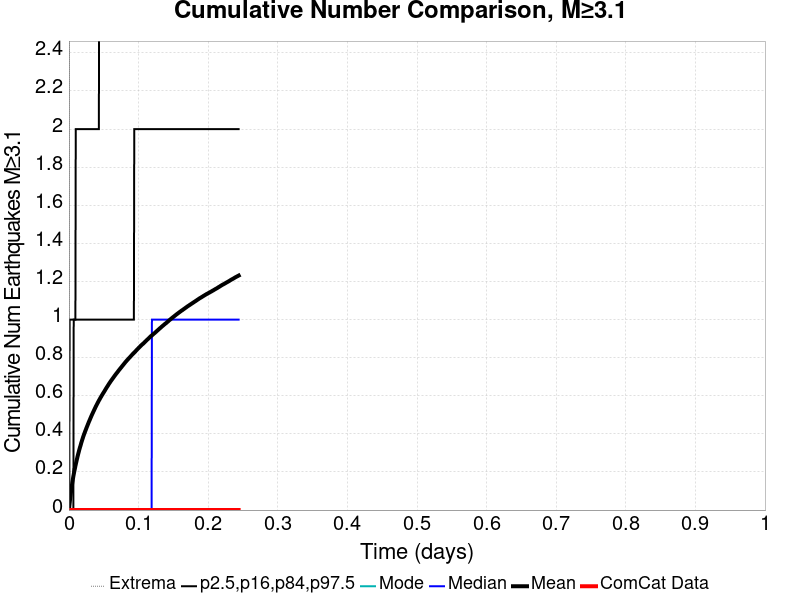 Cumulative Number Comparison, M≥3.1
Cumulative Num Earthquakes M≥3.1
2.4
2.2
2
1.8
1.6
1.4
1.2
1
0.8
0.6
0.4
0.2
0
0 0.1 0.2 0.3 0.4 0.5 0.6 0.7 0.8 0.9 1
Time (days)
Extrema p2.5,p16,p84,p97.5 Mode Median Mean ComCat Data